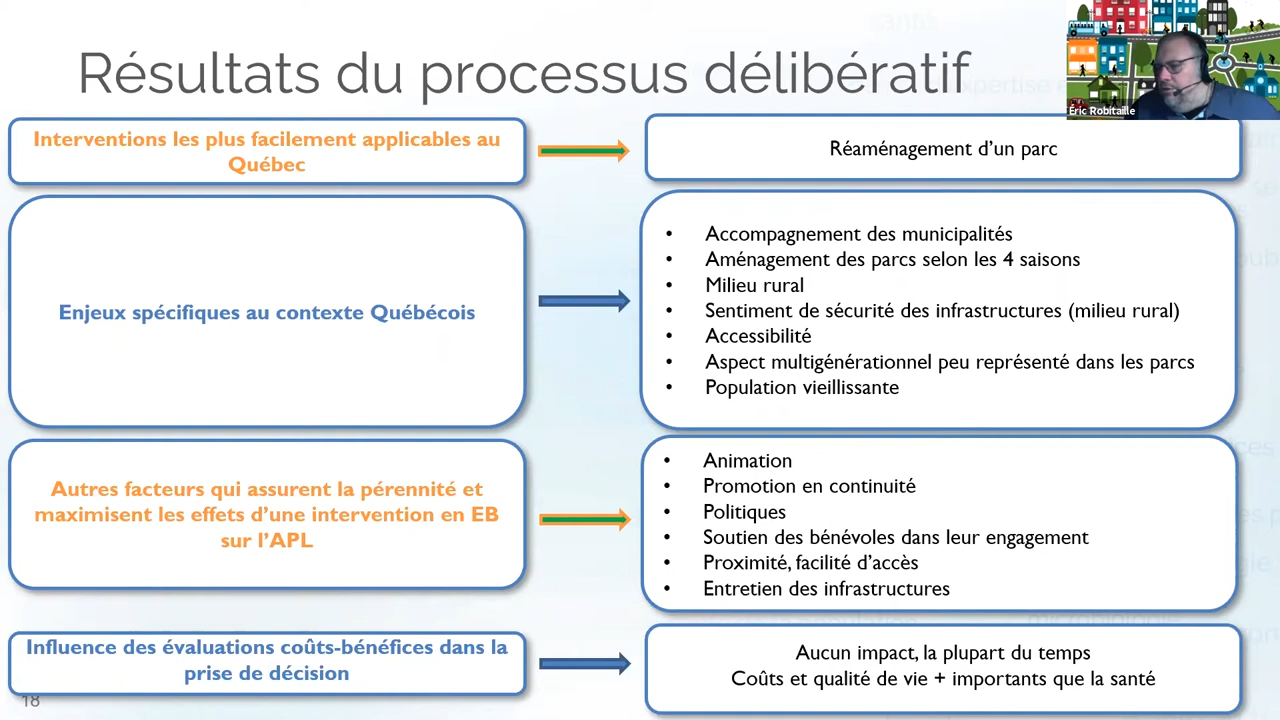 Résultats du processus délibératif
Éric Robitaille
Interventions les plus facilement applicables au
Québec
Réaménagement d’un parc
Enjeux spécifiques au contexte Québécois
• Accompagnement des municipalités
• Aménagement des parcs selon les 4 saisons
• Milieu rural
• Sentiment de sécurité des infrastructures (milieu rural)
• Accessibilité
• Aspect multigénérationnel peu représenté dans les parcs
• Population vieillissante
Autres facteurs qui assurent la pérennité et
maximisent les effets d’une intervention en EB
sur l’APL
• Animation
• Promotion en continuité
• Politiques
• Soutien des bénévoles dans leur engagement
• Proximité, facilité d’accès
• Entretien des infrastructures
Influence des évaluations coûts-bénéfices dans la
prise de décision
Aucun impact, la plupart du temps
Coûts et qualité de vie + importants que la santé
18